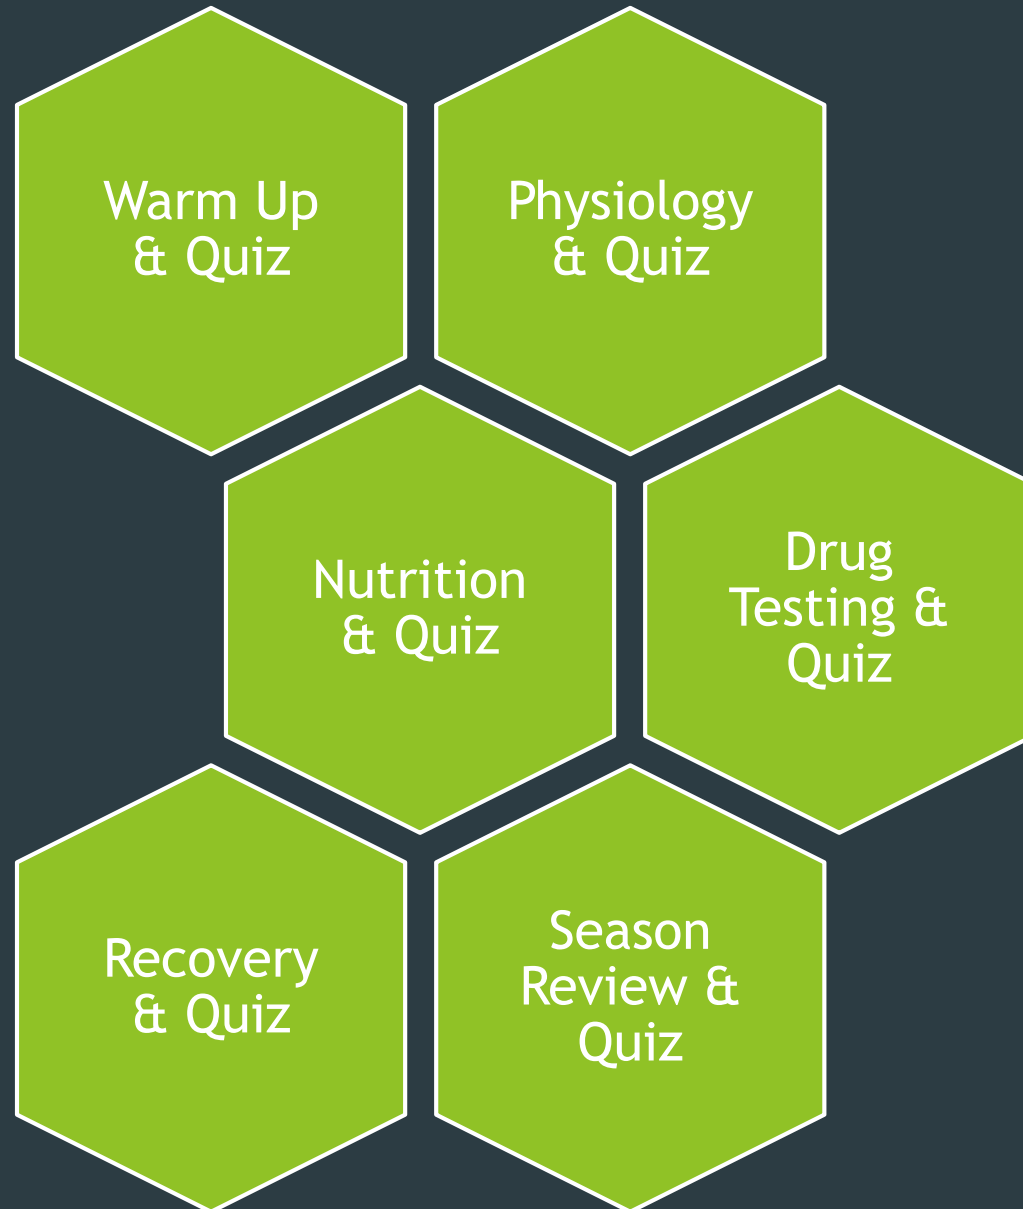 Warm Up
& Quiz
Physiology
& Quiz
Nutrition
& Quiz
Drug
Testing &
Quiz
Recovery
& Quiz
Season
Review &
Quiz